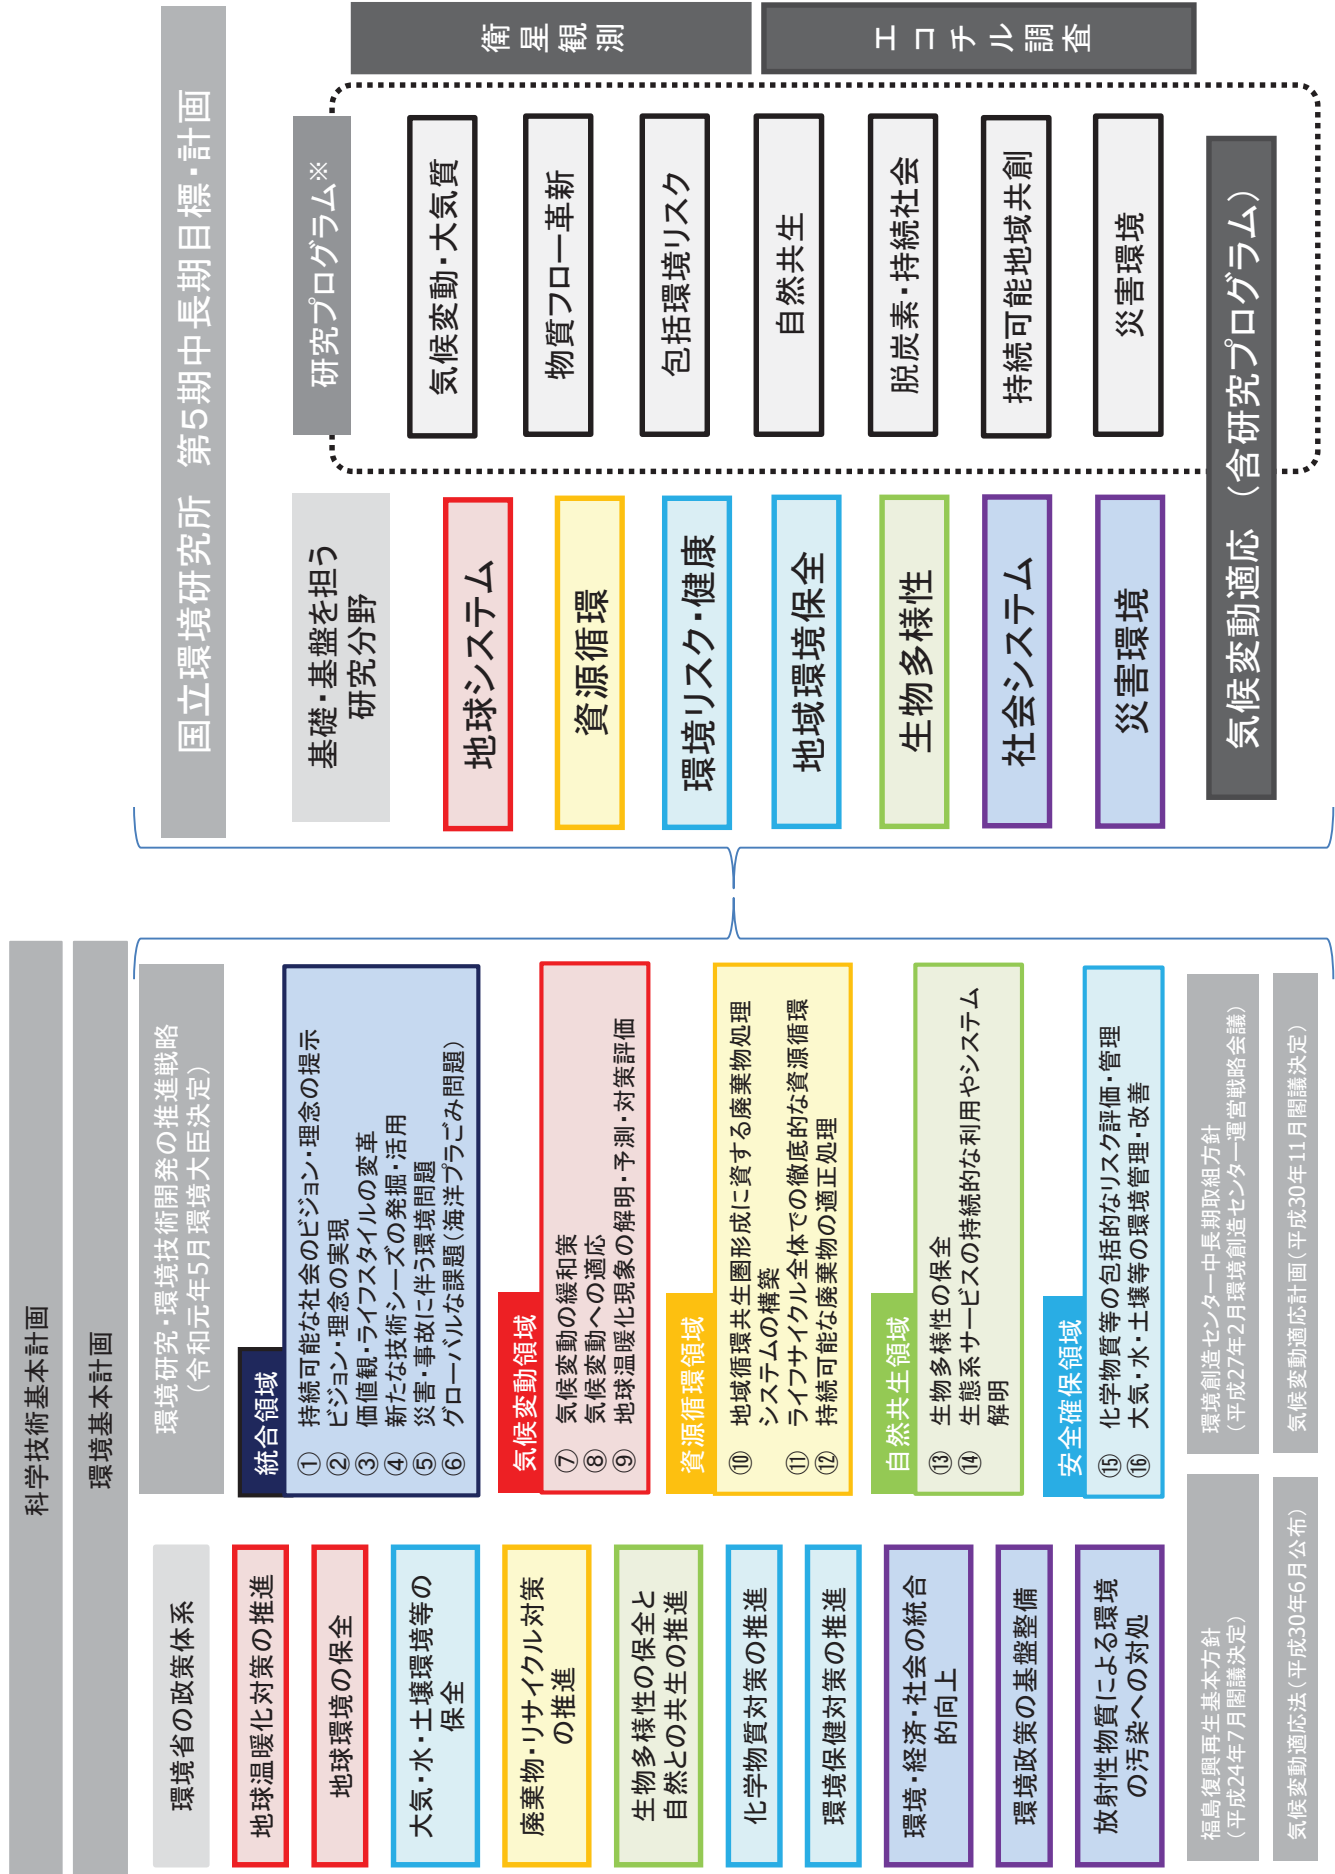 科学技術基本計画
環境基本計画
環境省の政策体系
地球温暖化対策の推進
地球環境の保全
大気・水・土壌環境等の
保全
廃棄物・リサイクル対策
の推進
生物多様性の保全と
自然との共生の推進
化学物質対策の推進
環境保健対策の推進
環境・経済・社会の統合
的向上
環境政策の基盤整備
放射性物質による環境
の汚染への対処
福島復興再生基本方針
(平成24年7月閣議決定)
気候変動適応法(平成30年6月公布)
環境研究・環境技術開発の推進戦略
(令和元年5月環境大臣決定)
統合領域
① 持続可能な社会のビジョン・理念の提示
② ビジョン・理念の実現
③ 価値観・ライフスタイルの変革
④ 新たな技術シーズの発掘・活用
⑤ 災害・事故に伴う環境問題
⑥ グローバルな課題(海洋プラごみ問題)
気候変動領域
⑦ 気候変動の緩和策
⑧ 気候変動への適応
⑨ 地球温暖化現象の解明・予測・対策評価
資源循環領域
⑩ 地域循環共生圏形成に資する廃棄物処理
システムの構築
⑪ ライフサイクル全体での徹底的な資源循環
⑫ 持続可能な廃棄物の適正処理
自然共生領域
⑬ 生物多様性の保全
⑭ 生態系サービスの持続的な利用やシステム
解明
安全確保領域
⑮ 化学物質等の包括的なリスク評価・管理
⑯ 大気・水・土壌等の環境管理・改善
環境創造センター中長期取組方針
(平成27年2月環境創造センター運営戦略会議)
気候変動適応計画(平成30年11月閣議決定)
国立環境研究所 第5期中長期目標・計画
基礎・基盤を担う
研究分野
地球システム
資源循環
環境リスク・健康
地域環境保全
生物多様性
社会システム
災害環境
研究プログラム※
気候変動・大気質
物質フロー革新
包括環境リスク
自然共生
脱炭素・持続社会
持続可能地域共創
災害環境
気候変動適応 (含研究プログラム)
衛星観測
エコチル調査